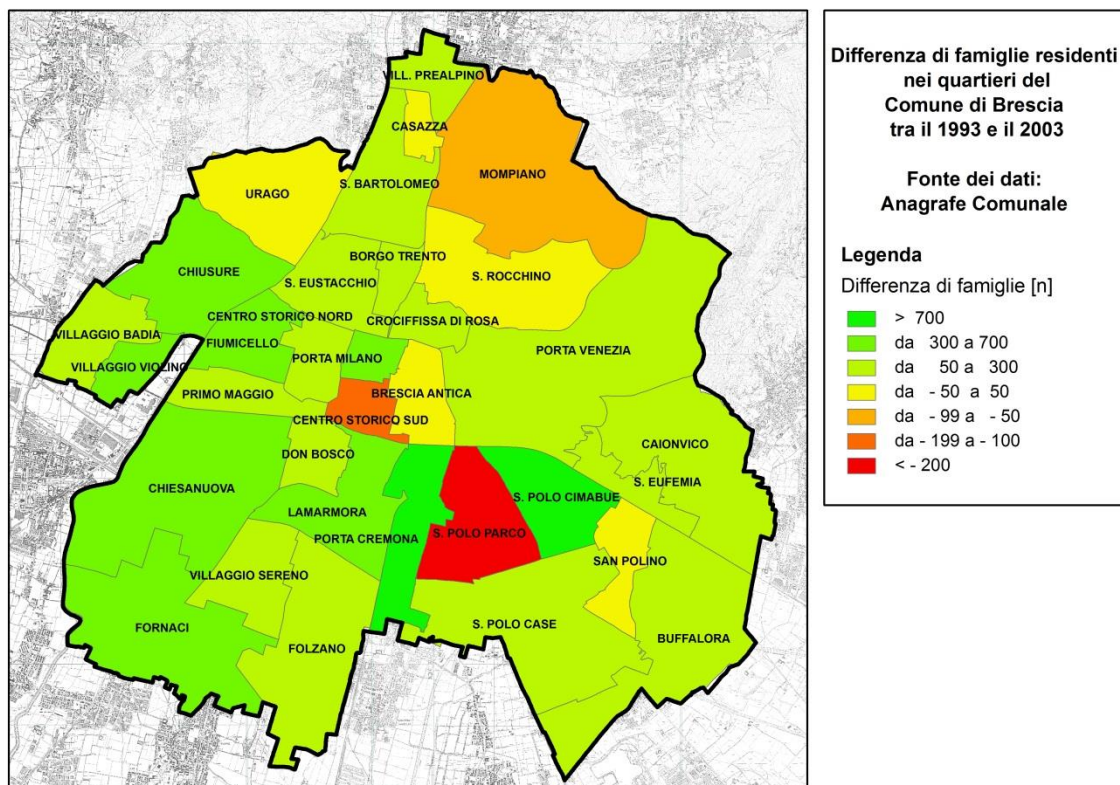 VILL. PREALPINO
CASAZZA
MOMPIANO
S. BARTOLOMEO
URAGO
BORGO TRENTO
CHIUSURE
S. ROCCHINO
S. EUSTACCHIO
CENTRO STORICO NORD
CROCIFFISSA DI ROSA
VILLAGGIO BADIA
FIUMICELLO
PORTA VENEZIA
PORTA MILANO
VILLAGGIO VIOLINO
PRIMO MAGGIO
BRESCIA ANTICA
CENTRO STORICO SUD
CAIONVICO
DON BOSCO
S. EUFEMIA
CHIESANUOVA
S. POLO CIMABUE
LAMARMORA
S. POLO PARCO
PORTA CREMONA
SAN POLINO
VILLAGGIO SERENO
FORNACI
S. POLO CASE
BUFFALORA
FOLZANO
Differenza di famiglie residenti
nei quartieri del
Comune di Brescia
tra il 1993 e il 2003
Fonte dei dati:
Anagrafe Comunale
Legenda
Differenza di famiglie [n]
> 700
da 300 a 700
da 50 a 300
da - 50 a 50
da - 99 a - 50
da - 199 a - 100
< - 200